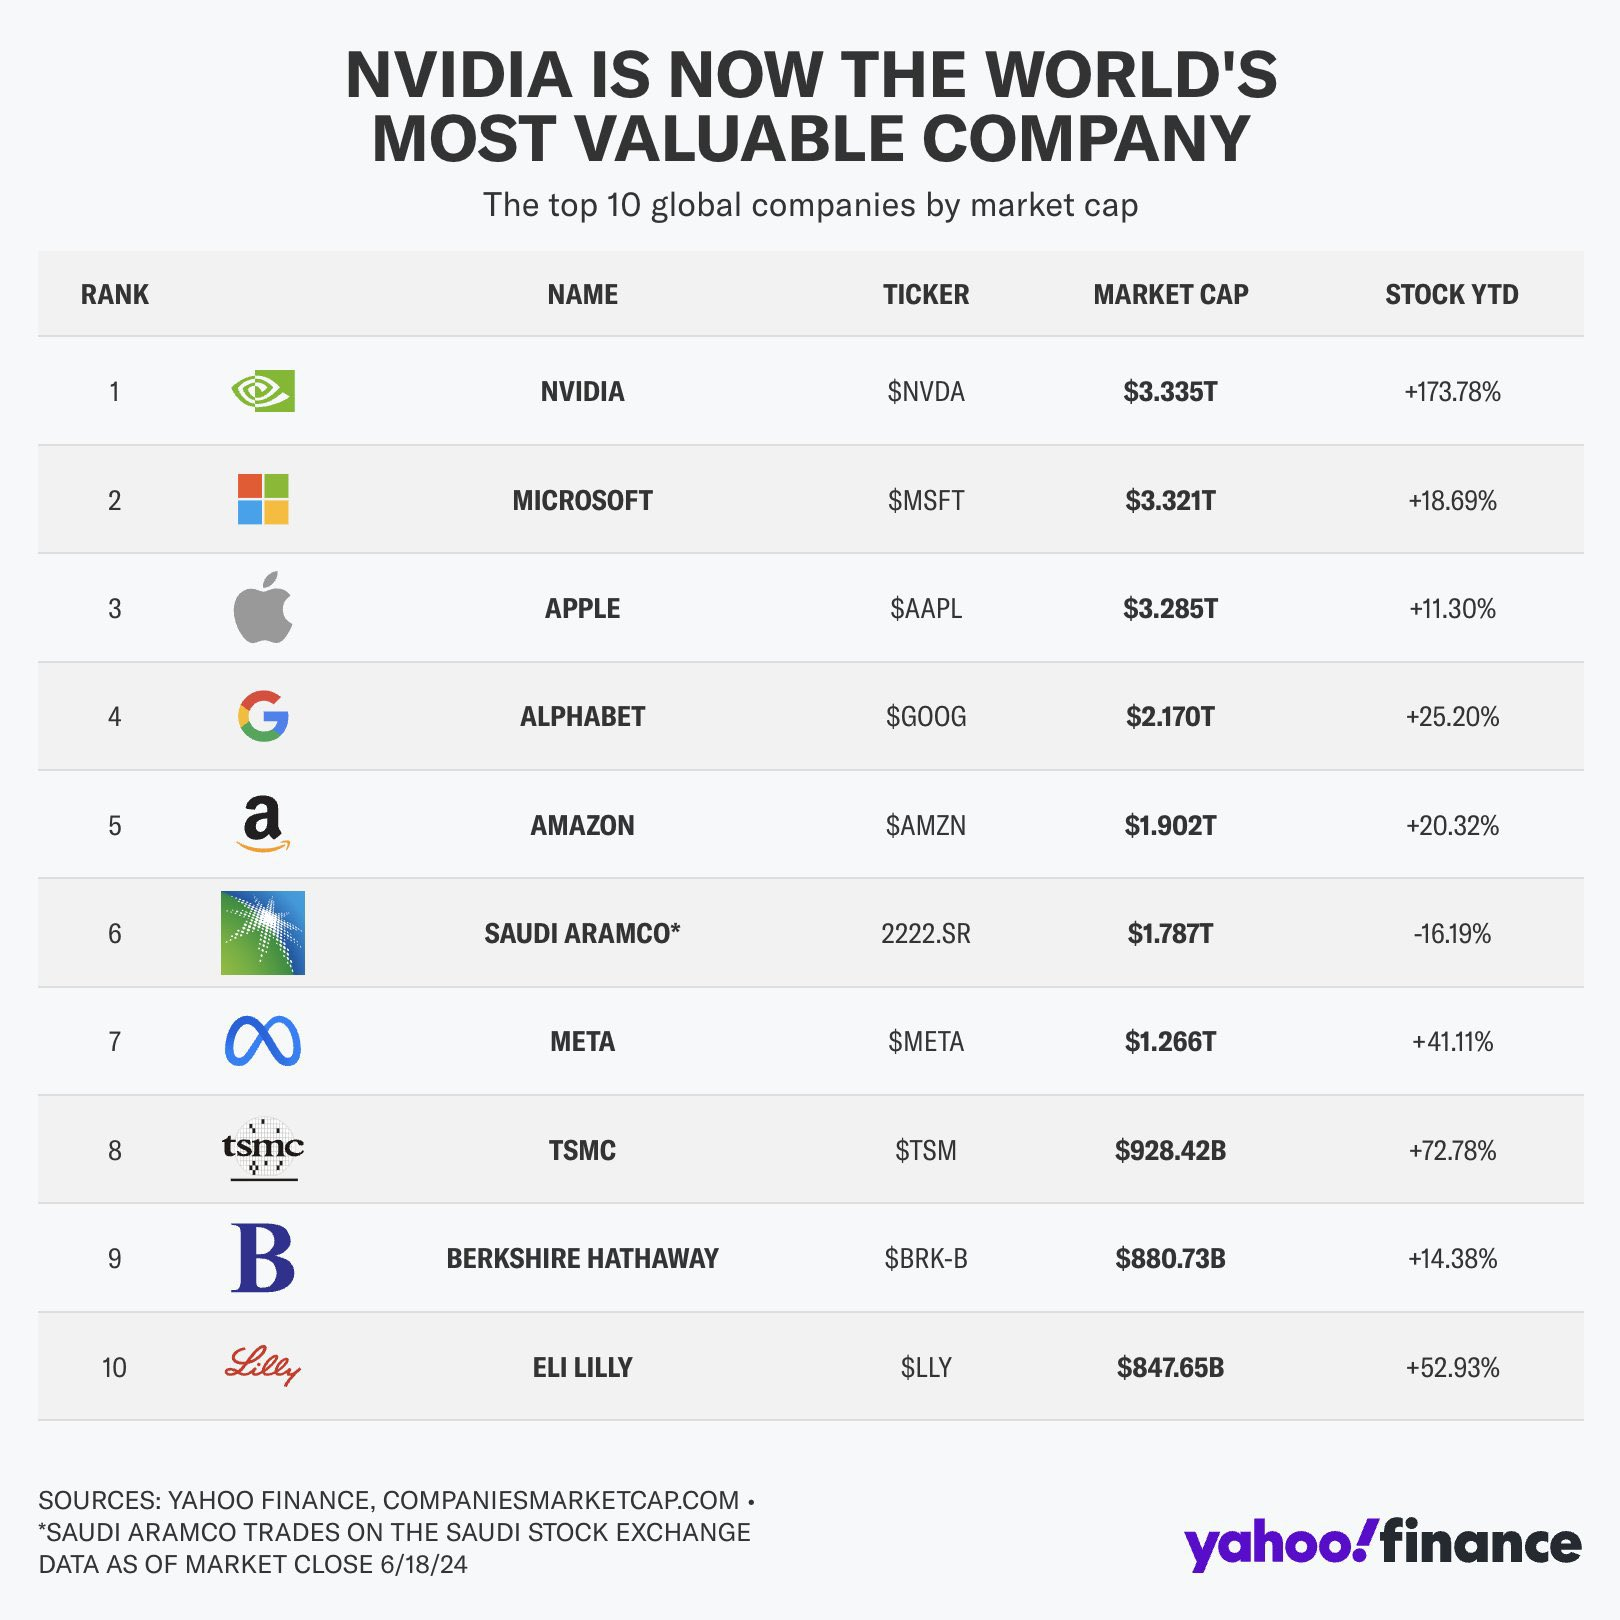 NVIDIA IS NOW THE WORLD'S
MOST VALUABLE COMPANY
The top 10 global companies by market cap
RANK NAME TICKER MARKET CAP STOCK YTD
1 NVIDIA $NVDA $3.335T +173.78%
2 MICROSOFT $MSFT $3.321T +18.69%
3 APPLE $AAPL $3.285T +11.30%
4 ALPHABET $GOOG $2.170T +25.20%
5 a AMAZON $AMZN $1.902T +20.32%
6 SAUDI ARAMCO* 2222.SR $1.787T -16.19%
7 META $META $1.266T +41.11%
8 tsmc TSMC $TSM $928.42B +72.78%
9 B BERKSHIRE HATHAWAY $BRK-B $880.73B +14.38%
10 Lilly ELI LILLY $LLY $847.65B +52.93%
SOURCES: YAHOO FINANCE, COMPANIESMARKETCAP.COM •
*SAUDI ARAMCO TRADES ON THE SAUDI STOCK EXCHANGE
DATA AS OF MARKET CLOSE 6/18/24
yahoo!finance